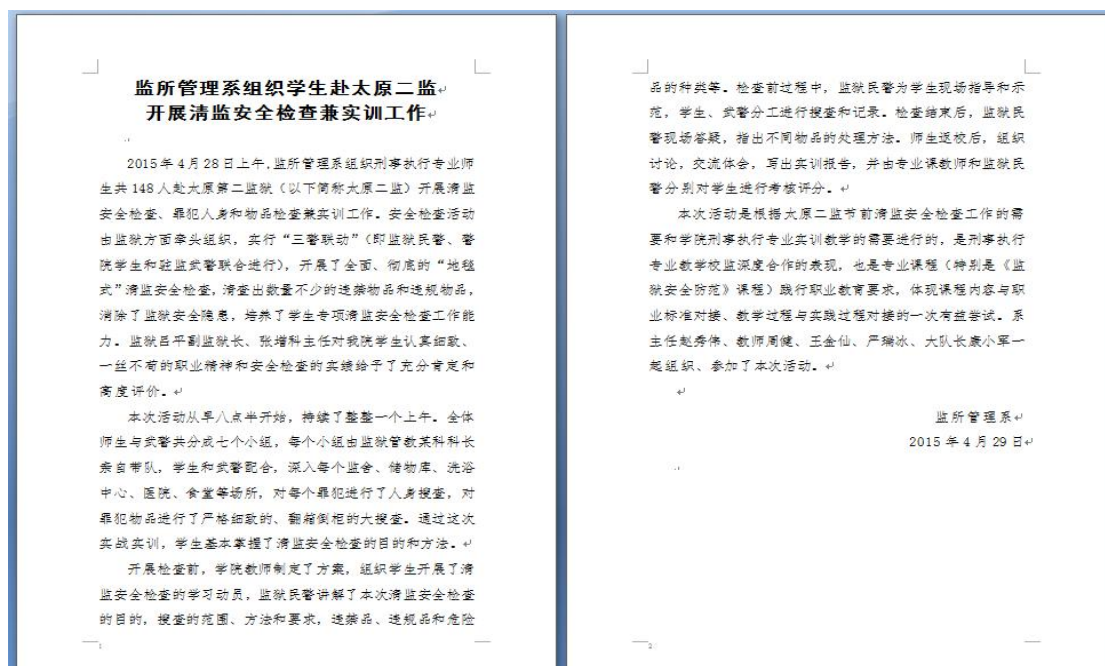 监所管理系组织学生赴太原二监
开展清监安全检查兼实训工作
2015年4月28日上午,监所管理系组织刑事执行专业师
生共148人赴太原第二监狱（以下简称太原二监）开展清监
安全检查、罪犯人身和物品检查兼实训工作。安全检查活动
由监狱方面牵头组织，实行“三警联动”（即监狱民警、警
院学生和驻监武警联合进行），开展了全面、彻底的“地毯
式”清监安全检查，清查出数量不少的违禁物品和违规物品，
消除了监狱安全隐患，培养了学生专项清监安全检查工作能
力。监狱吕平副监狱长、张增科主任对我院学生认真细致、
一丝不苟的职业精神和安全检查的实绩给予了充分肯定和
高度评价。
本次活动从早八点半开始，持续了整整一个上午。全体
师生与武警共分成七个小组，每个小组由监狱管教某科科长
亲自带队，学生和武警配合，深入每个监舍、储物库、洗浴
中心、医院、食堂等场所，对每个罪犯进行了人身搜查，对
罪犯物品进行了严格细致的、翻箱倒柜的大搜查。通过这次
实战实训，学生基本掌握了清监安全检查的目的和方法。
开展检查前，学院教师制定了方案，组织学生开展了清
监安全检查的学习动员，监狱民警讲解了本次清监安全检查
的目的，搜查的范围、方法和要求，违禁品、违规品和危险
1
品的种类等。检查前过程中，监狱民警为学生现场指导和示
范，学生、武警分工进行搜查和记录。检查结束后，监狱民
警现场答疑，指出不同物品的处理方法。师生返校后，组织
讨论，交流体会，写出实训报告，并由专业课教师和监狱民
警分别对学生进行考核评分。
本次活动是根据太原二监节前清监安全检查工作的需
要和学院刑事执行专业实训教学的需要进行的，是刑事执行
专业教学校监深度合作的表现，也是专业课程（特别是《监
狱安全防范》课程）践行职业教育要求，体现课程内容与职
业标准对接、教学过程与实践过程对接的一次有益尝试。系
主任赵秀伟、教师周健、王金仙、严瑞冰、大队长康小军一
起组织、参加了本次活动。
监所管理系
2015年4月29日
2